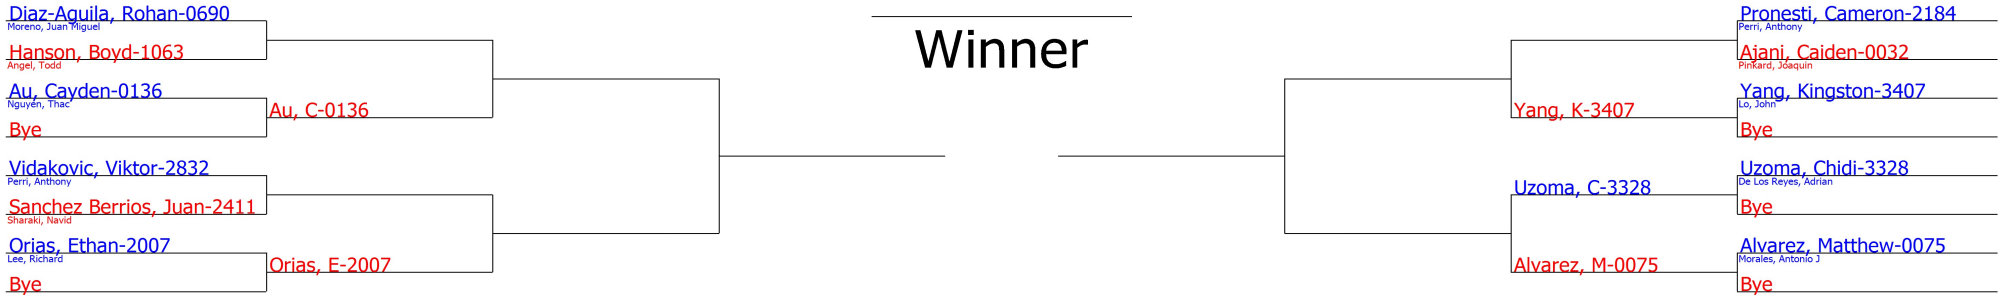 Diaz-Aguila, Rohan-0690
Moreno, Juan Miguel
Hanson, Boyd-1063
Angel, Todd
Au, Cayden-0136
Nguyen, Thac
Bye
Vidakovic, Viktor-2832
Perri, Anthony
Sanchez Berrios, Juan-2411
Sharaki, Navid
Orias, Ethan-2007
Lee, Richard
Bye
Au, C-0136
Orias, E-2007
Winner
Yang, K-3407
Uzoma, C-3328
Alvarez, M-0075
Pronesti, Cameron-2184
Perri, Anthony
Ajani, Caiden-0032
Pinkard, Joaquin
Yang, Kingston-3407
Lo, John
Bye
Uzoma, Chidi-3328
De Los Reyes, Adrian
Bye
Alvarez, Matthew-0075
Morales, Antonio J
Bye